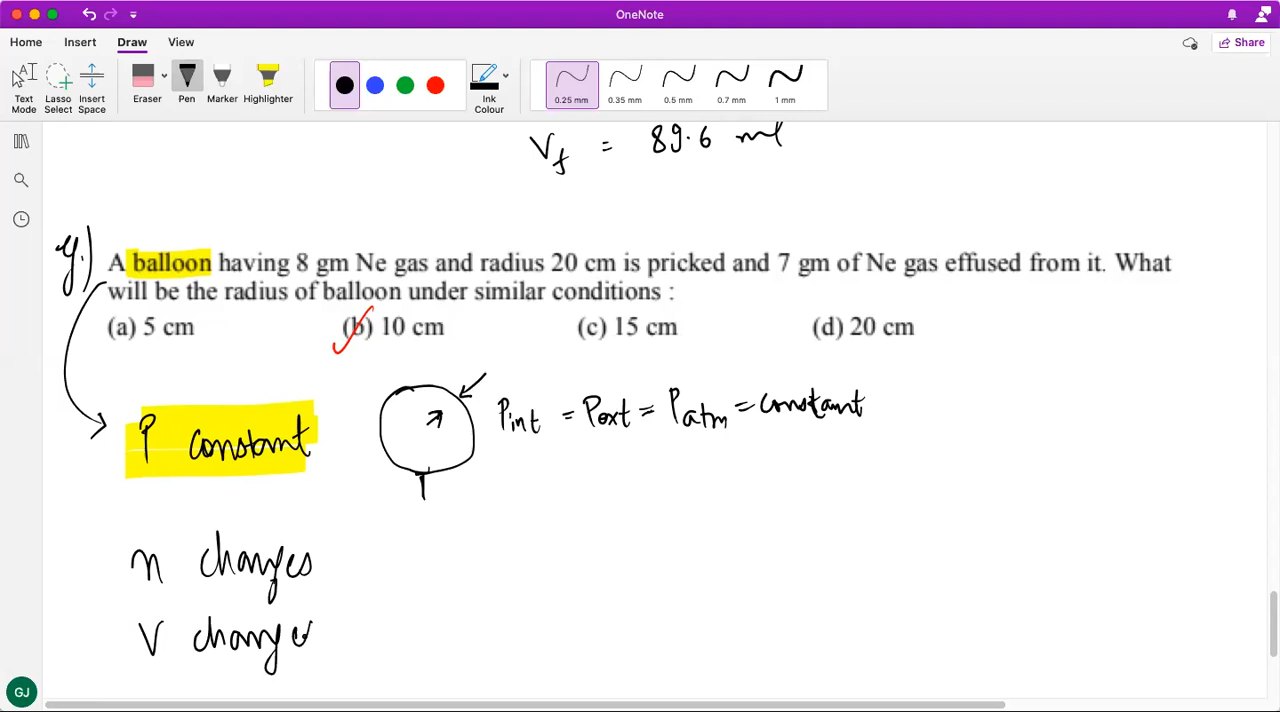 OneNote
Home Insert Draw View Share
Text Mode Lasso Select Insert Space Eraser Pen Marker Highlighter Ink Colour 0.25 mm 0.35 mm 0.5 mm 0.7 mm 1 mm
Vf = 89.6 ml
A balloon having 8 gm Ne gas and radius 20 cm is pricked and 7 gm of Ne gas effused from it. What
will be the radius of balloon under similar conditions :
(a) 5 cm (b) 10 cm (c) 15 cm (d) 20 cm
P constant
Pint = Pext = Patm = constant
n changes
V change
GJ